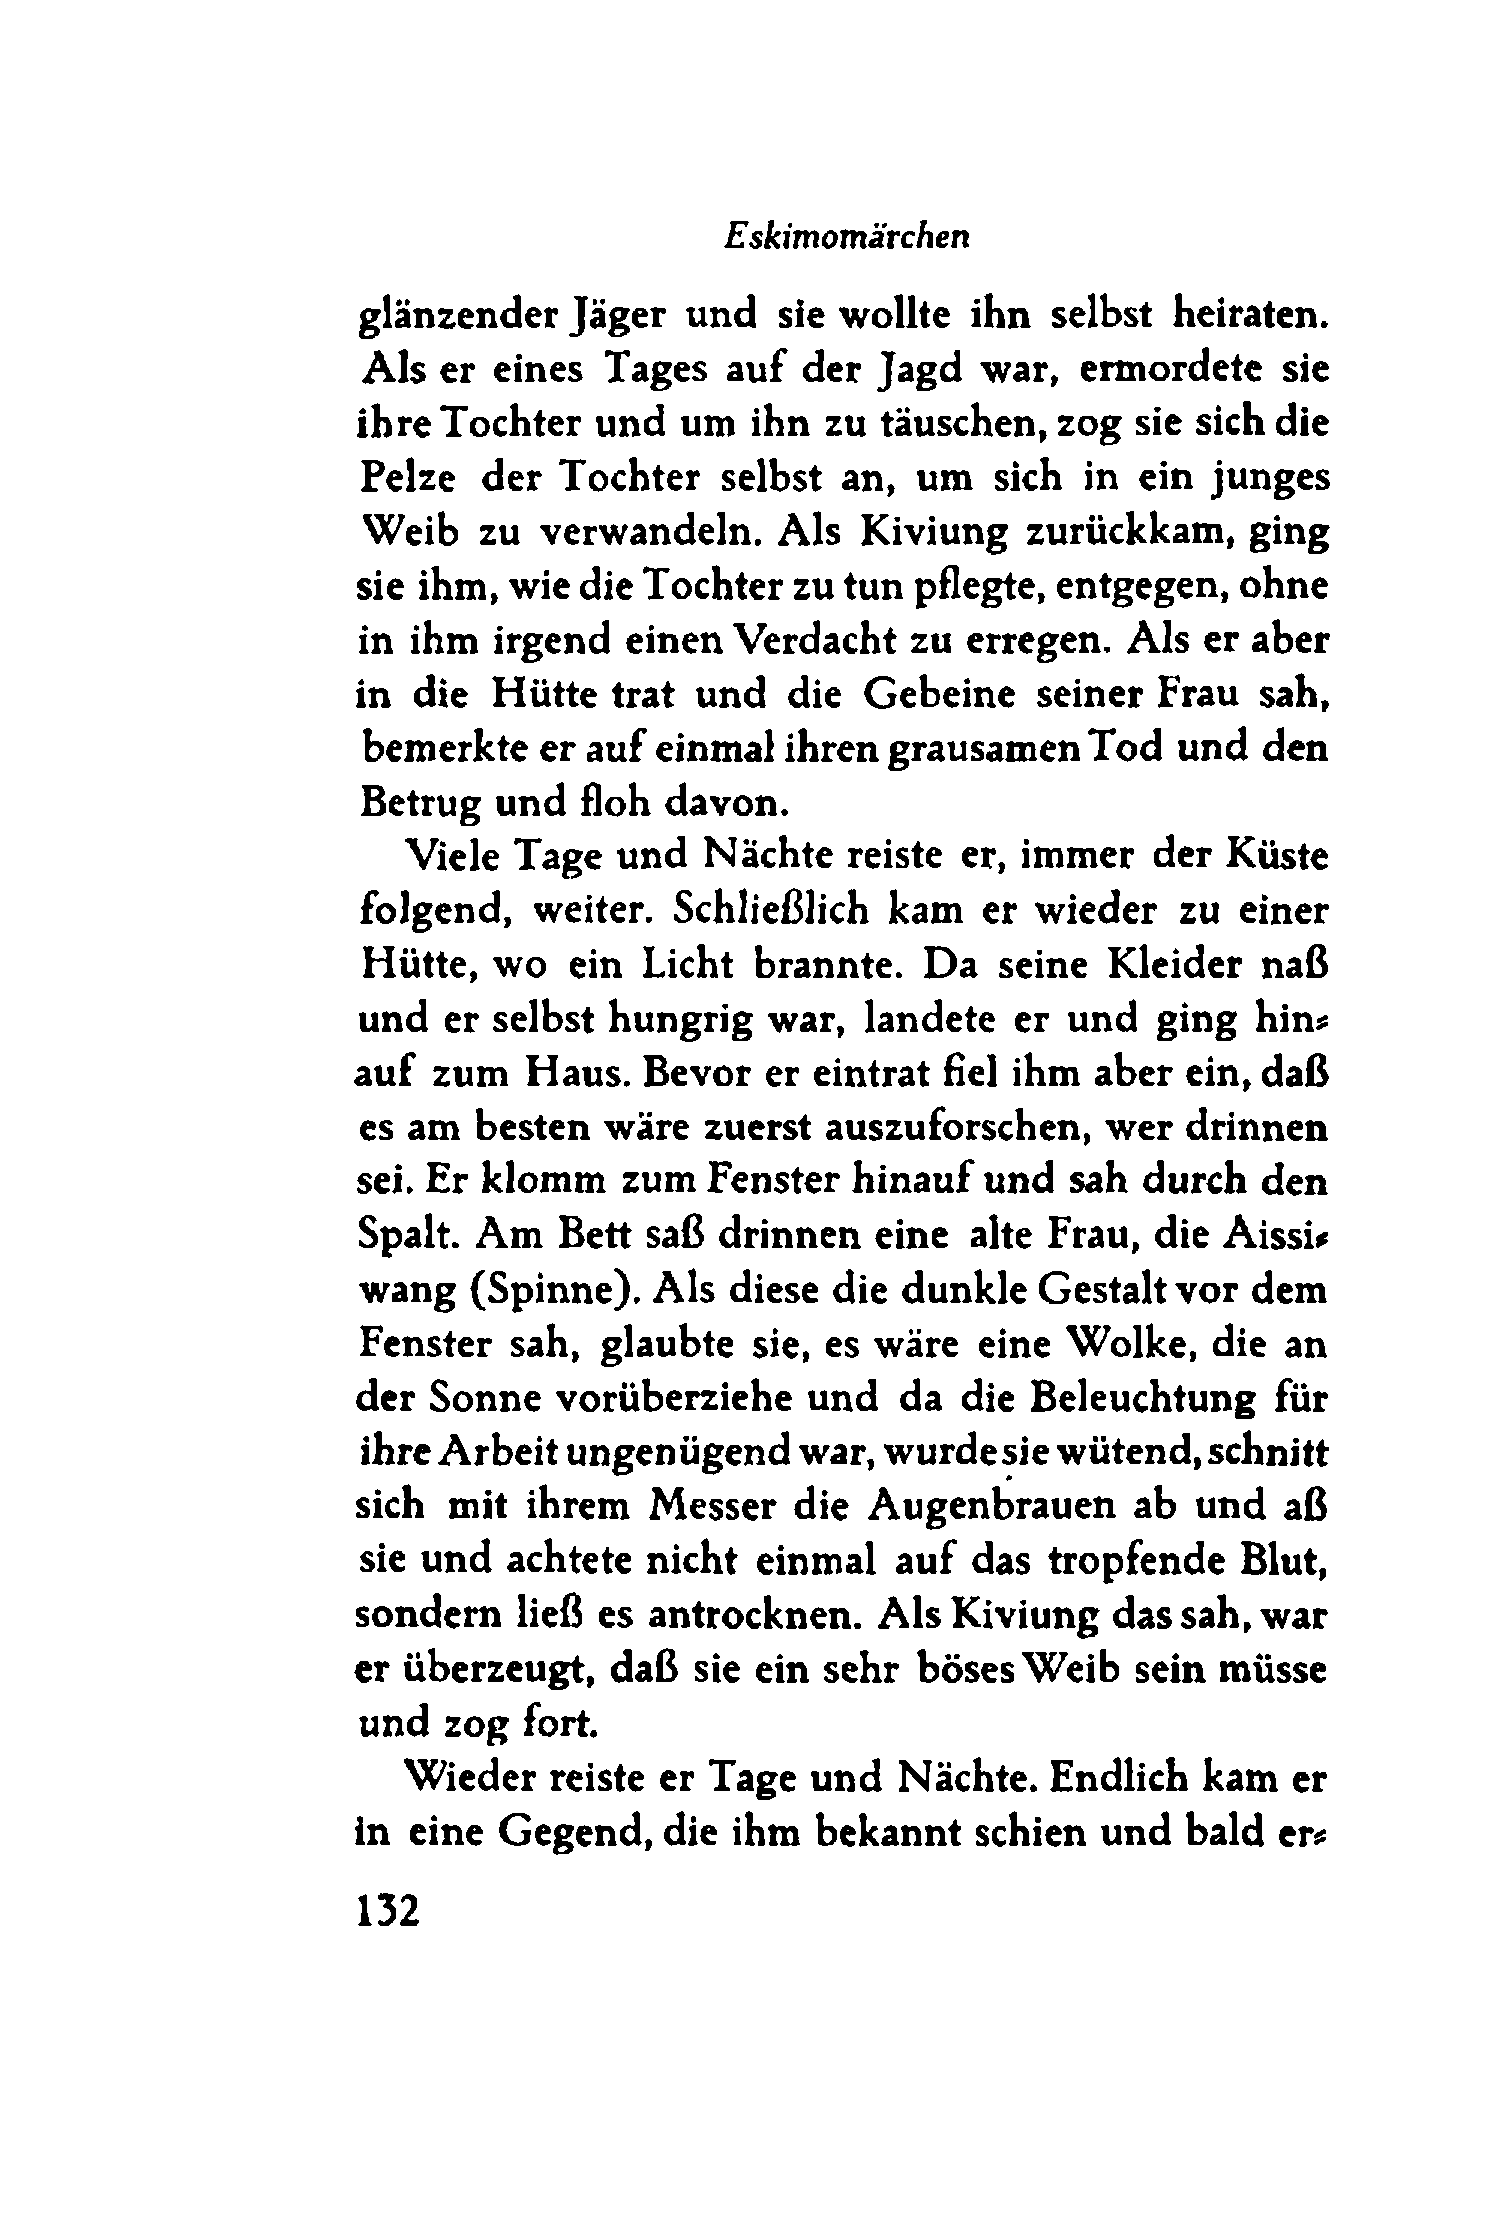 Eskimomärchen
glänzender Jäger und sie wollte ihn selbst heiraten.
Als er eines Tages auf der Jagd war, ermordete sie
ihre Tochter und um ihn zu täuschen, zog sie sich die
Pelze der Tochter selbst an, um sich in ein junges
Weib zu verwandeln. Als Kiviung zurückkam, ging
sie ihm, wie die Tochter zu tun pflegte, entgegen, ohne
in ihm irgend einen Verdacht zu erregen. Als er aber
in die Hütte trat und die Gebeine seiner Frau sah,
bemerkte er auf einmal ihren grausamen Tod und den
Betrug und floh davon.
Viele Tage und Nächte reiste er, immer der Küste
folgend, weiter. Schließlich kam er wieder zu einer
Hütte, wo ein Licht brannte. Da seine Kleider naß
und er selbst hungrig war, landete er und ging hin-
auf zum Haus. Bevor er eintrat fiel ihm aber ein, daß
es am besten wäre zuerst auszuforschen, wer drinnen
sei. Er klomm zum Fenster hinauf und sah durch den
Spalt. Am Bett saß drinnen eine alte Frau, die Aissi-
wang (Spinne). Als diese die dunkle Gestalt vor dem
Fenster sah, glaubte sie, es wäre eine Wolke, die an
der Sonne vorüberziehe und da die Beleuchtung für
ihre Arbeit ungenügend war, wurde sie wütend, schnitt
sich mit ihrem Messer die Augenbrauen ab und aß
sie und achtete nicht einmal auf das tropfende Blut,
sondern ließ es antrocknen. Als Kiviung das sah, war
er überzeugt, daß sie ein sehr böses Weib sein müsse
und zog fort.
Wieder reiste er Tage und Nächte. Endlich kam er
in eine Gegend, die ihm bekannt schien und bald er-
132